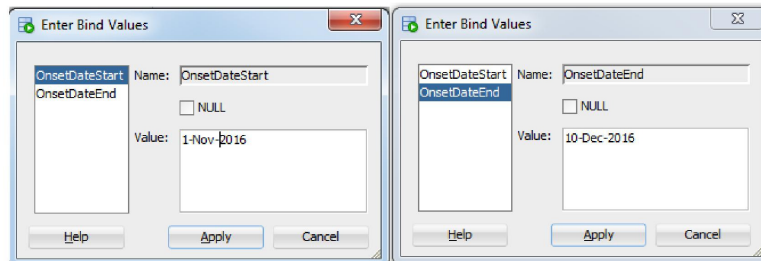 Enter Bind Values
OnsetDateStart
OnsetDateEnd
Name: OnsetDateStart
NULL
Value: 1-Nov-2016
Help Apply Cancel
Enter Bind Values
OnsetDateStart
OnsetDateEnd
Name: OnsetDateEnd
NULL
Value: 10-Dec-2016
Help Apply Cancel